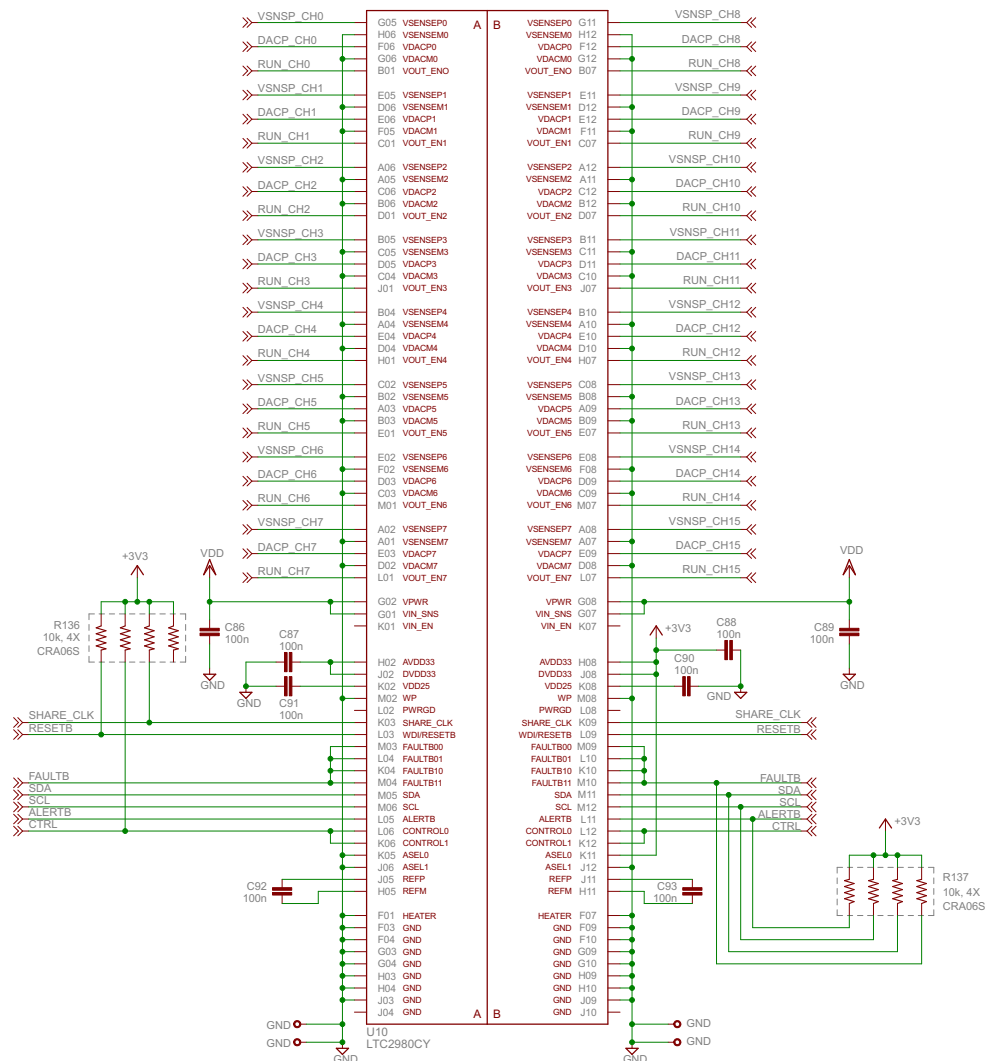 VSNSP_CH0 G05 VSENSEP0 A B VSENSEP0 G11 VSNSP_CH8
H06 VSENSEM0 VSENSEM0 H12
DACP_CH0 F06 VDACP0 VDACP0 F12 DACP_CH8
G06 VDACM0 VDACM0 G12
RUN_CH0 B01 VOUT_EN0 VOUT_EN0 B07 RUN_CH8
VSNSP_CH1 E05 VSENSEP1 VSENSEP1 E11 VSNSP_CH9
D06 VSENSEM1 VSENSEM1 D12
DACP_CH1 E06 VDACP1 VDACP1 E12 DACP_CH9
F05 VDACM1 VDACM1 F11
RUN_CH1 C01 VOUT_EN1 VOUT_EN1 C07 RUN_CH9
VSNSP_CH2 A06 VSENSEP2 VSENSEP2 A12 VSNSP_CH10
A05 VSENSEM2 VSENSEM2 A11
DACP_CH2 C06 VDACP2 VDACP2 C12 DACP_CH10
B06 VDACM2 VDACM2 B12
RUN_CH2 D01 VOUT_EN2 VOUT_EN2 D07 RUN_CH10
VSNSP_CH3 B05 VSENSEP3 VSENSEP3 B11 VSNSP_CH11
C05 VSENSEM3 VSENSEM3 C11
DACP_CH3 D05 VDACP3 VDACP3 D11 DACP_CH11
C04 VDACM3 VDACM3 C10
RUN_CH3 J01 VOUT_EN3 VOUT_EN3 J07 RUN_CH11
VSNSP_CH4 B04 VSENSEP4 VSENSEP4 B10 VSNSP_CH12
A04 VSENSEM4 VSENSEM4 A10
DACP_CH4 E04 VDACP4 VDACP4 E10 DACP_CH12
D04 VDACM4 VDACM4 D10
RUN_CH4 H01 VOUT_EN4 VOUT_EN4 H07 RUN_CH12
VSNSP_CH5 C02 VSENSEP5 VSENSEP5 C08 VSNSP_CH13
B02 VSENSEM5 VSENSEM5 B08
DACP_CH5 A03 VDACP5 VDACP5 A09 DACP_CH13
B03 VDACM5 VDACM5 B09
RUN_CH5 E01 VOUT_EN5 VOUT_EN5 E07 RUN_CH13
VSNSP_CH6 E02 VSENSEP6 VSENSEP6 E08 VSNSP_CH14
F02 VSENSEM6 VSENSEM6 F08
DACP_CH6 D03 VDACP6 VDACP6 D09 DACP_CH14
C03 VDACM6 VDACM6 C09
RUN_CH6 M01 VOUT_EN6 VOUT_EN6 M07 RUN_CH14
VSNSP_CH7 A02 VSENSEP7 VSENSEP7 A08 VSNSP_CH15
A01 VSENSEM7 VSENSEM7 A07
DACP_CH7 E03 VDACP7 VDACP7 E09 DACP_CH15
+3V3 VDD D02 VDACM7 VDACM7 D08 VDD
RUN_CH7 L01 VOUT_EN7 VOUT_EN7 L07 RUN_CH15
G02 VPWR VPWR G08
G01 VIN_SNS VIN_SNS G07
R136 C86 K01 VIN_EN VIN_EN K07 +3V3 C88 C89
10k, 4X 100n C87 100n 100n
CRA06S 100n
H02 AVDD33 AVDD33 H08 C90
J02 DVDD33 DVDD33 J08 100n
GND K02 VDD25 VDD25 K08 GND
GND C91 M02 WP WP M08 GND
100n L02 PWRGD PWRGD L08
SHARE_CLK K03 SHARE_CLK SHARE_CLK K09 SHARE_CLK
RESETB L03 WDI/RESETB WDI/RESETB L09 RESETB
M03 FAULTB00 FAULTB00 M09
L04 FAULTB01 FAULTB01 L10
K04 FAULTB10 FAULTB10 K10
FAULTB M04 FAULTB11 FAULTB11 M10 FAULTB
SDA M05 SDA SDA M11 SDA
SCL M06 SCL SCL M12 SCL
ALERTB L05 ALERTB ALERTB L11 ALERTB
CTRL L06 CONTROL0 CONTROL0 L12 CTRL
K06 CONTROL1 CONTROL1 K12 +3V3
K05 ASEL0 ASEL0 K11
J06 ASEL1 ASEL1 J12
C92 J05 REFP REFP J11 C93 R137
100n H05 REFM REFM H11 100n 10k, 4X
CRA06S
F01 HEATER HEATER F07
F03 GND GND F09
F04 GND GND F10
G03 GND GND G09
G04 GND GND G10
H03 GND GND H09
H04 GND GND H10
J03 GND GND J09
J04 GND A B GND J10
GND GND
U10
GND LTC2980CY GND
GND GND